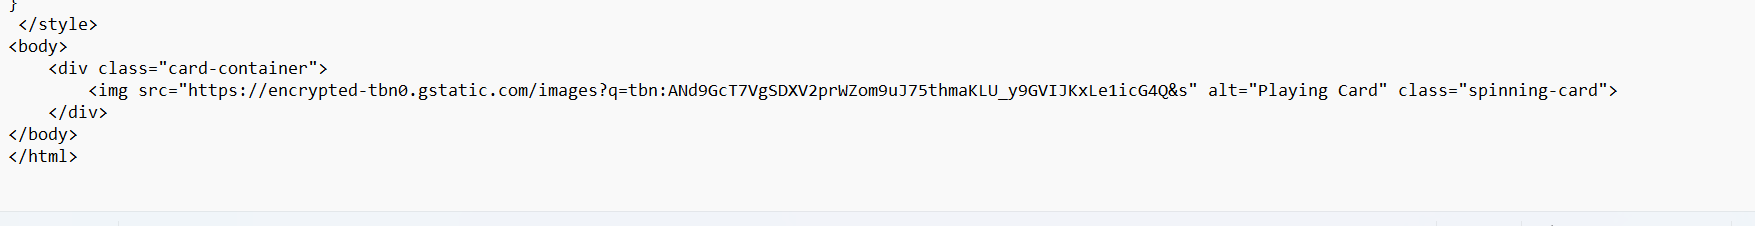 }
</style>
<body>
<div class="card-container">
<img src="https://encrypted-tbn0.gstatic.com/images?q=tbn:ANd9GcT7VgSDXV2prWZom9uJ75thmaKLU_y9GVIJKxLe1icG4Q&s" alt="Playing Card" class="spinning-card">
</div>
</body>
</html>